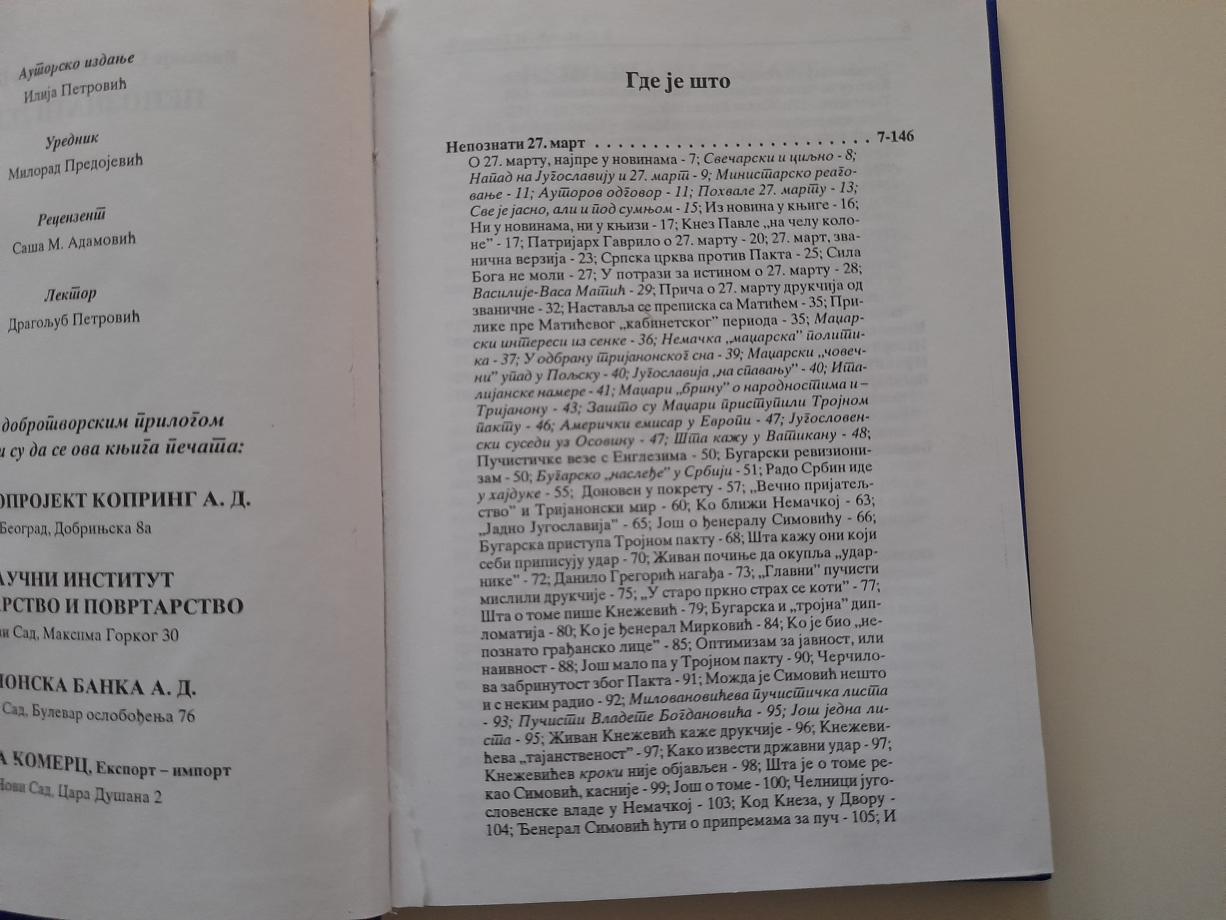 Ауторско издање
Илија Петровић
Уредник
Милорад Предојевић
Рецензент
Саша М. Адамовић
Лектор
Драгољуб Петровић
добротворским прилогом
су да се ова књига печата:
КОПРИНГ А. Д.
Београд, Добрињска 8а
ИНСТИТУТ
И ПОВРТАРСТВО
Сад, Максима Горког 30
БАНКА А. Д.
Сад, Булевар ослобођења 76
КОМЕРЦ, Експорт – импорт
Нови Сад, Цара Душана 2
Где је што
Непознати 27. март . . . . . . . . . . . . . . . . . . . . . . . . . . 7-146
О 27. марту, најпре у новинама - 7; Свечарски и циљно - 8;
Напад на Југославију и 27. март - 9; Министарско реаго-
вање - 11; Ауторов одговор - 11; Похвале 27. марту - 13;
Све је јасно, али и под сумњом - 15; Из новина у књиге - 16;
Ни у новинама, ни у књизи - 17; Кнез Павле „на челу коло-
не” - 17; Патријарх Гаврило о 27. марту - 20; 27. март, зва-
нична верзија - 23; Српска црква против Пакта - 25; Сила
Бога не моли - 27; У потрази за истином о 27. марту - 28;
Василије-Васа Матић - 29; Прича о 27. марту друкчија од
званичне - 32; Наставља се преписка са Матићем - 35; При-
лике пре Матићевог „кабинетског” периода - 35; Маџар-
ски интереси из сенке - 36; Немачка „маџарска” полити-
ка - 37; У одбрану тријанонског сна - 39; Маџарски „човеч-
ни” упад у Пољску - 40; Југославија „на спавању” - 40; Ита-
лијанске намере - 41; Маџари „брину” о народностима и –
Тријанону - 43; Зашто су Маџари приступили Тројном
пакту - 46; Амерички емисар у Европи - 47; Југословен-
ски суседи уз Осовину - 47; Шта кажу у Ватикану - 48;
Пучистичке везе с Енглезима - 50; Бугарски ревизиони-
зам - 50; Бугарско „наслеђе” у Србији - 51; Радо Србин иде
у хајдуке - 55; Доновен у покрету - 57; „Вечно пријатељ-
ство” и Тријанонски мир - 60; Ко ближи Немачкој - 63;
„Јадно Југославија” - 65; Још о ђенералу Симовићу - 66;
Бугарска приступа Тројном пакту - 68; Шта кажу они који
себи приписују удар - 70; Живан почиње да окупља „удар-
нике” - 72; Данило Грегорић нагађа - 73; „Главни” пучисти
мислили друкчије - 75; „У старо пркно страх се коти” - 77;
Шта о томе пише Кнежевић - 79; Бугарска и „тројна” дип-
ломатија - 80; Ко је ђенерал Мирковић - 84; Ко је био „не-
познато грађанско лице” - 85; Оптимизам за јавност, или
наивност - 88; Још мало па у Тројном пакту - 90; Черчило-
ва забринутост због Пакта - 91; Можда је Симовић нешто
и с неким радио - 92; Миловановићева пучистичка листа
- 93; Пучисти Владете Богдановића - 95; Још једна ли-
ста - 95; Живан Кнежевић каже друкчије - 96; Кнежеви-
ћева „тајанственост” - 97; Како извести државни удар - 97;
Кнежевићев кроки није објављен - 98; Шта је о томе ре-
као Симовић, касније - 99; Још о томе - 100; Челници југо-
словенске владе у Немачкој - 103; Код Кнеза, у Двору -
104; Ђенерал Симовић ћути о припремама за пуч - 105; И